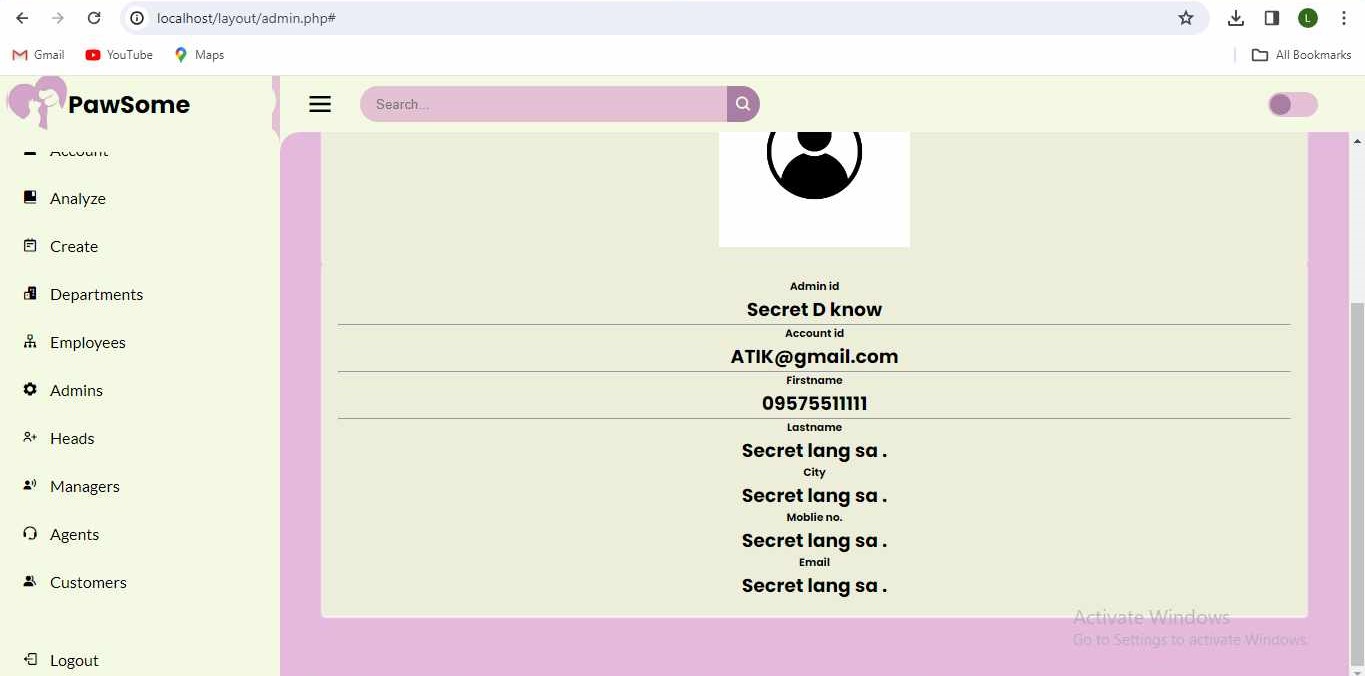 localhost/layout/admin.php#
L
Gmail YouTube Maps All Bookmarks
PawSome
Search...
Account
Analyze
Create
Departments
Employees
Admins
Heads
Managers
Agents
Customers
Logout
Admin id
Secret D know
Account id
ATIK@gmail.com
Firstname
09575511111
Lastname
Secret lang sa .
City
Secret lang sa .
Moblie no.
Secret lang sa .
Email
Secret lang sa .
Activate Windows
Go to Settings to activate Windows.